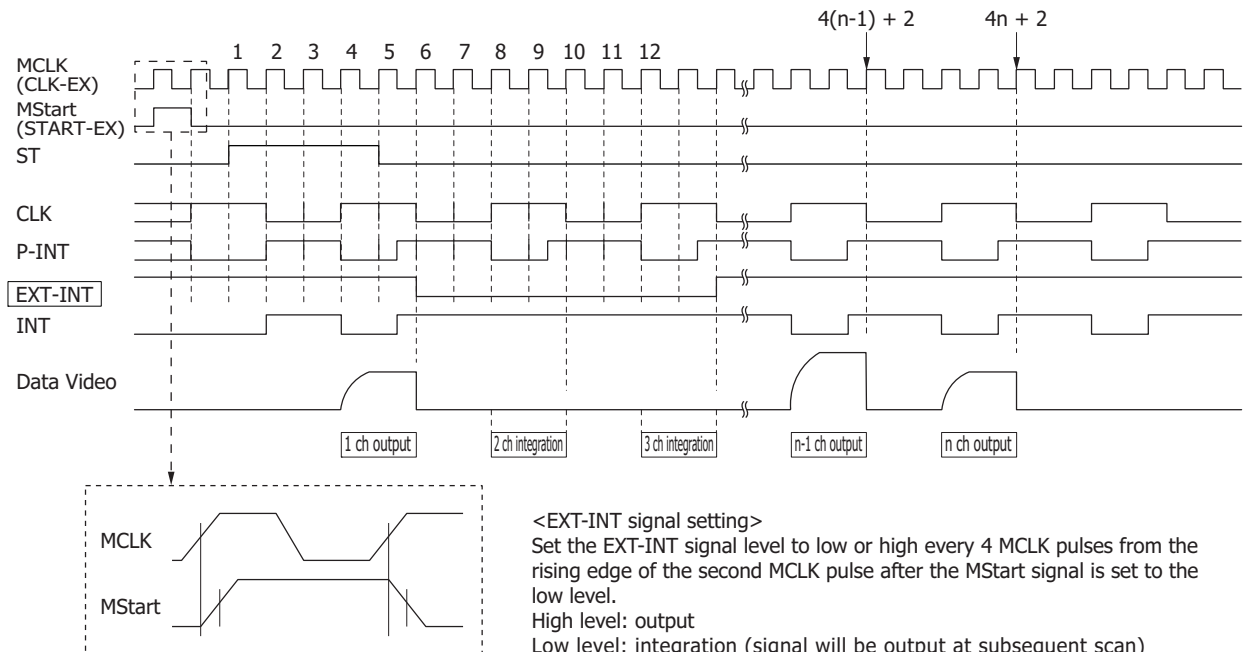 4(n-1) + 2 4n + 2
1 2 3 4 5 6 7 8 9 10 11 12
MCLK
(CLK-EX)
MStart
(START-EX)
ST
CLK
P-INT
EXT-INT
INT
Data Video
1 ch output 2 ch integration 3 ch integration n-1 ch output n ch output
MCLK
MStart
<EXT-INT signal setting>
Set the EXT-INT signal level to low or high every 4 MCLK pulses from the
rising edge of the second MCLK pulse after the MStart signal is set to the
low level.
High level: output
Low level: integration (signal will be output at subsequent scan)